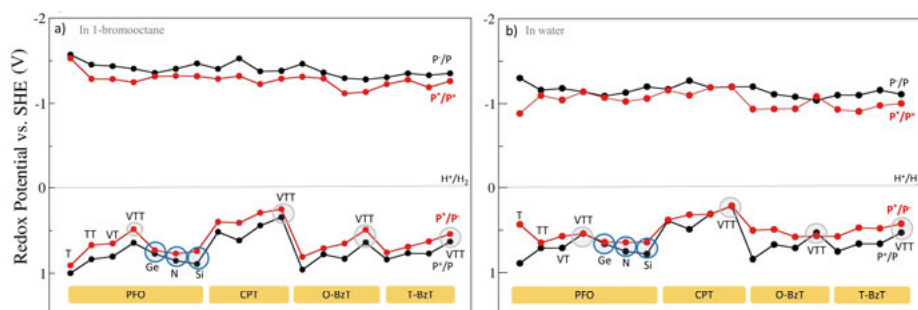 Redox Potential vs. SHE (V)
-2
-1
0
1
a) In 1-bromooctane
P⁻/P
P*/P⁺
H⁺/H₂
T
TT
VT
VTT
Ge
N
Si
VTT
VTT
VTT
P*/P⁻
P⁺/P
PFO
CPT
O-BzT
T-BzT
-2
-1
0
1
b) In water
P⁻/P
P*/P⁺
H⁺/H₂
T
TT
VT
VTT
Ge
N
Si
VTT
VTT
VTT
P*/P⁻
P⁺/P
PFO
CPT
O-BzT
T-BzT